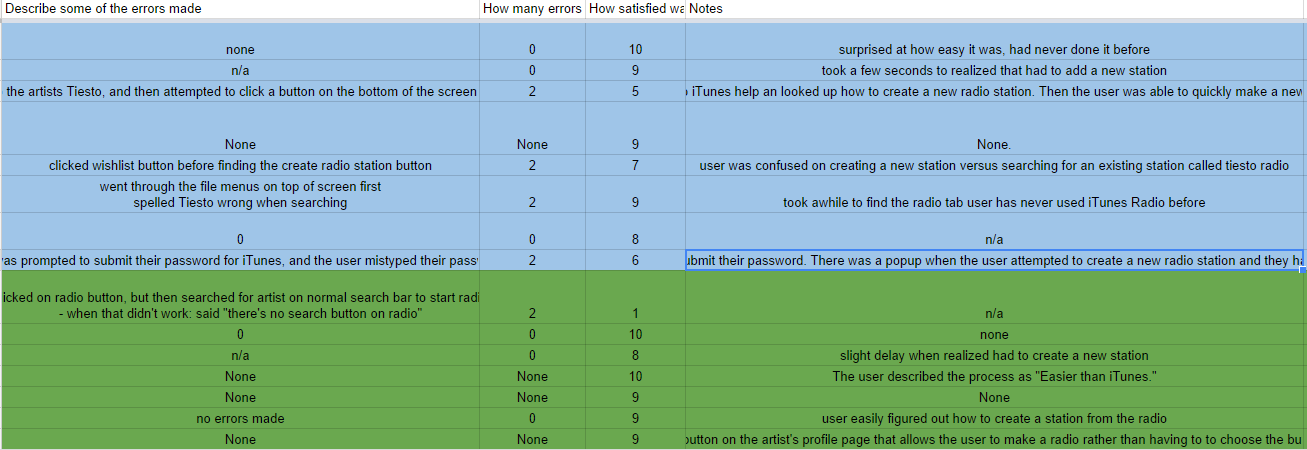 Describe some of the errors made How many errors How satisfied wa Notes
none 0 10 surprised at how easy it was, had never done it before
n/a 0 9 took a few seconds to realized that had to add a new station
the artists Tiesto, and then attempted to click a button on the bottom of the screen 2 5 iTunes help an looked up how to create a new radio station. Then the user was able to quickly make a new
None None 9 None.
clicked wishlist button before finding the create radio station button 2 7 user was confused on creating a new station versus searching for an existing station called tiesto radio
went through the file menus on top of screen first
spelled Tiesto wrong when searching 2 9 took awhile to find the radio tab user has never used iTunes Radio before
0 0 8 n/a
was prompted to submit their password for iTunes, and the user mistyped their pass 2 6 ubmit their password. There was a popup when the user attempted to create a new radio station and they ha
icked on radio button, but then searched for artist on normal search bar to start radi
- when that didn't work: said "there's no search button on radio" 2 1 n/a
0 0 10 none
n/a 0 8 slight delay when realized had to create a new station
None None 10 The user described the process as "Easier than iTunes."
None None 9 None
no errors made 0 9 user easily figured out how to create a station from the radio
None None 9 button on the artist's profile page that allows the user to make a radio rather than having to to choose the bu